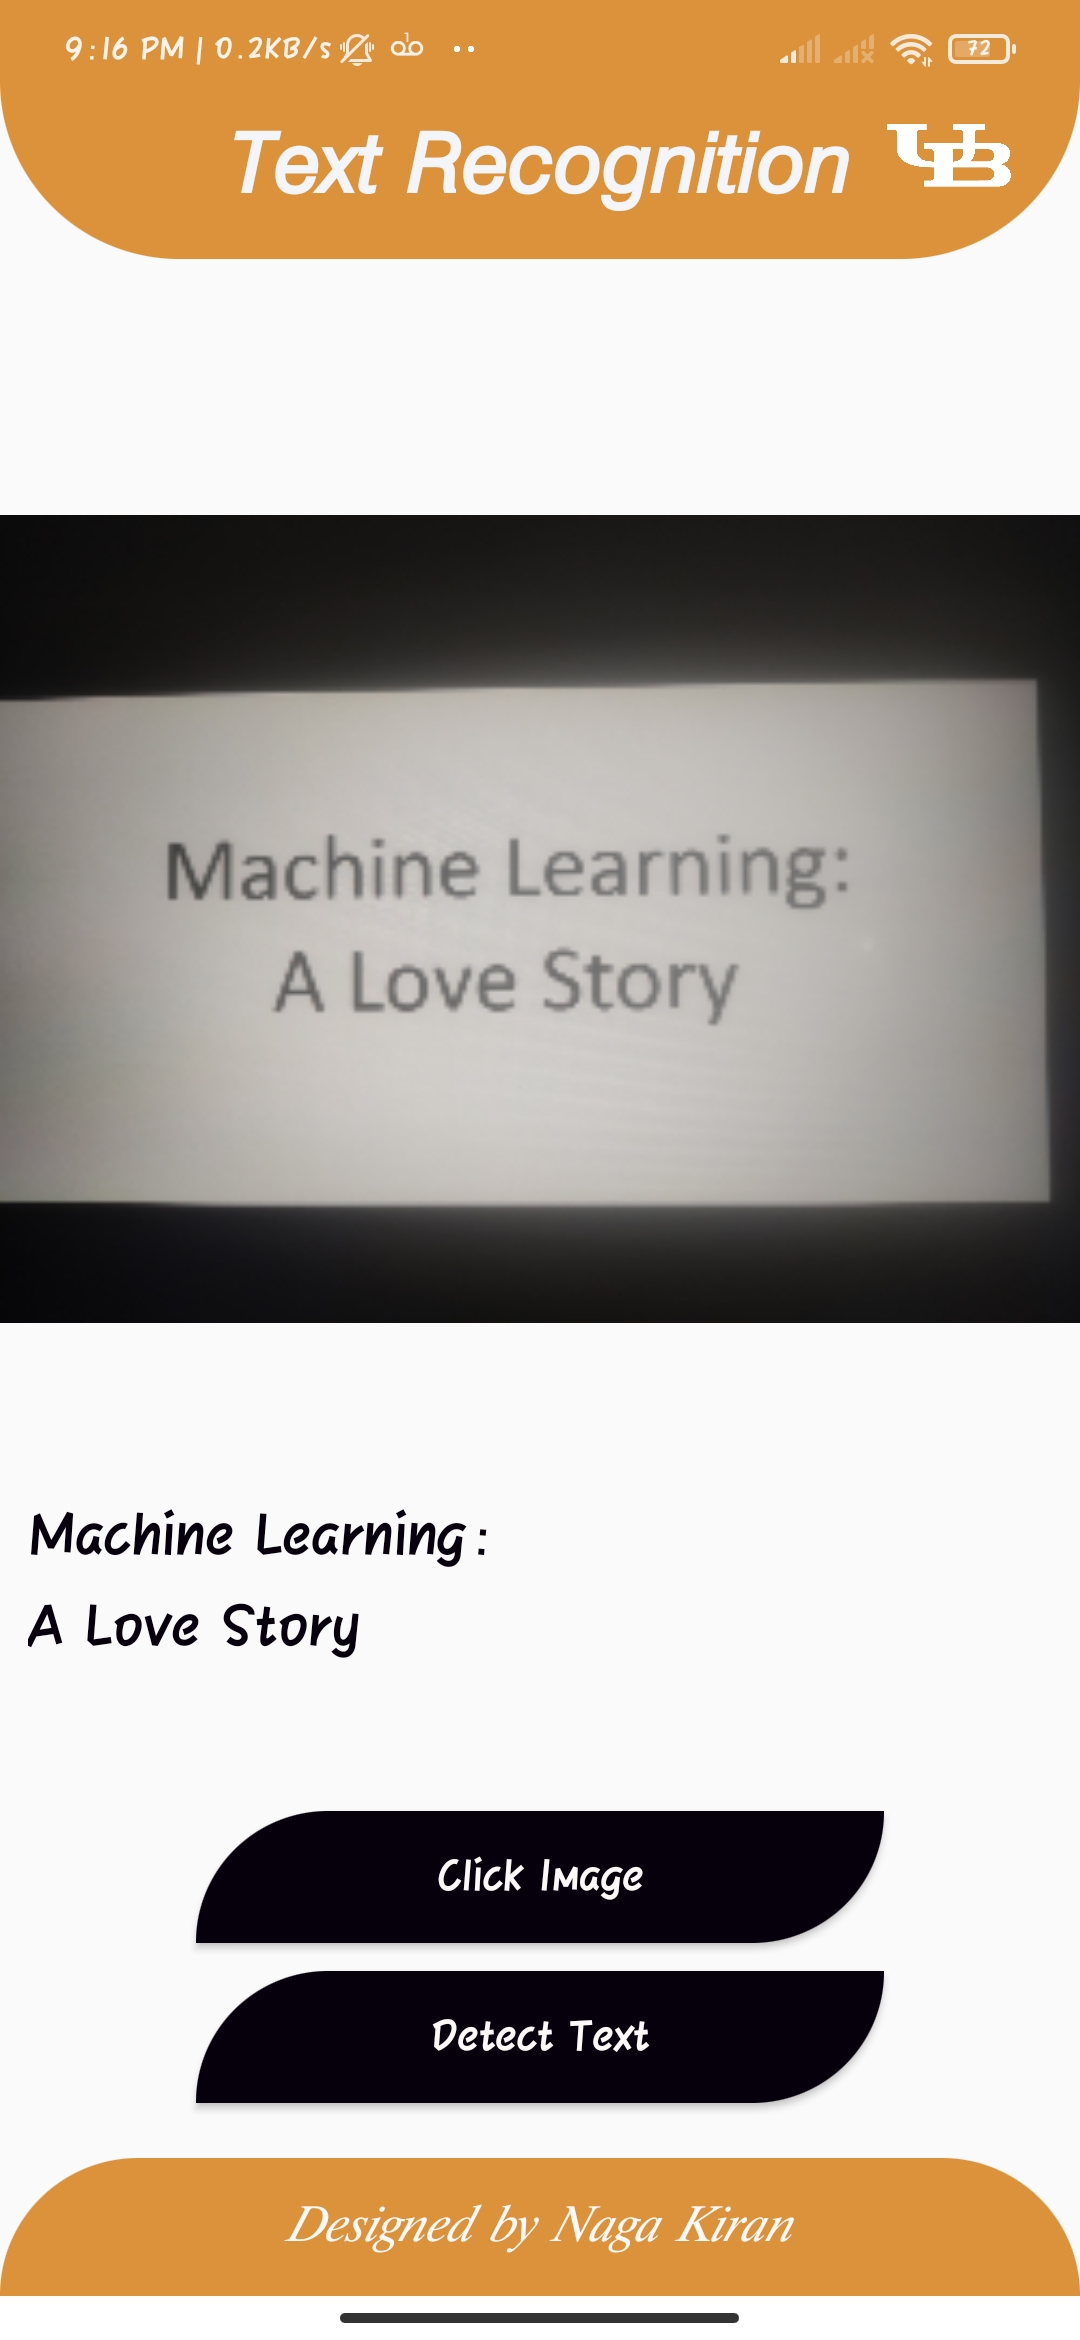 9:16 PM | 0.2KB/s
72
Text Recognition
UB
Machine Learning:
A Love Story
Machine Learning:
A Love Story
Click Image
Detect Text
Designed by Naga Kiran